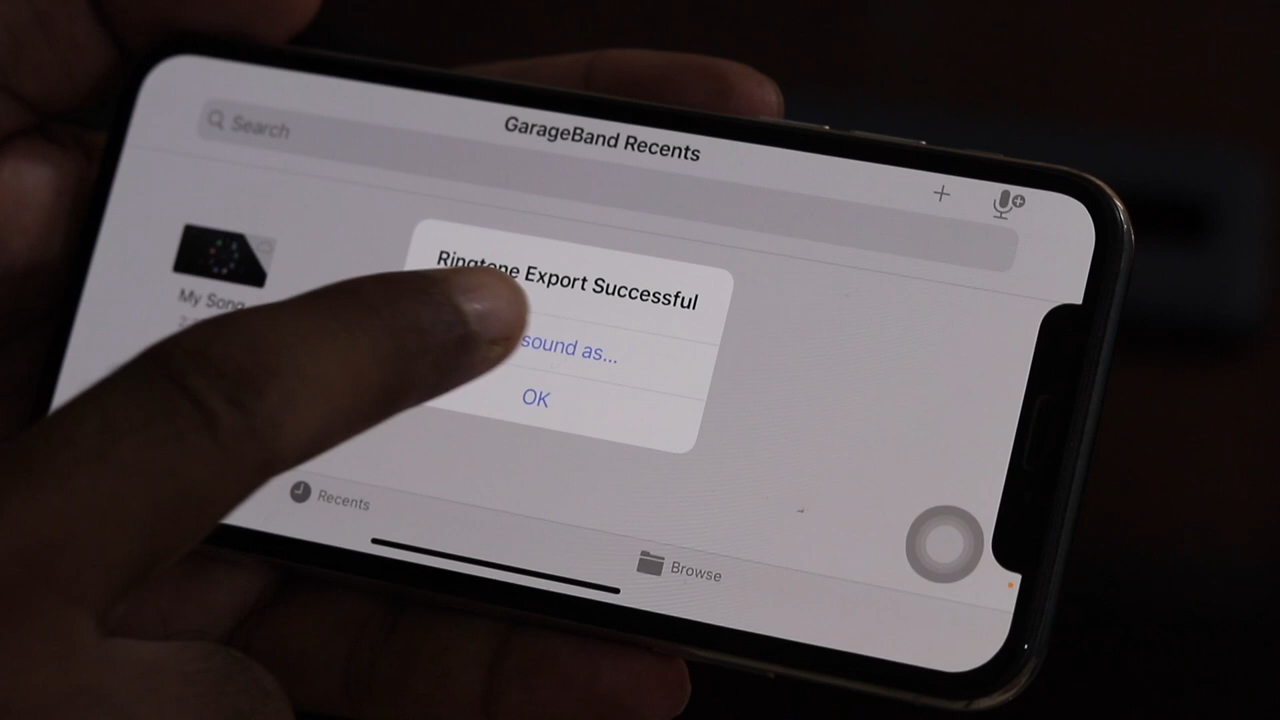 GarageBand Recents
Search
Ringtone Export Successful
sound as...
OK
My Song
Recents
Browse